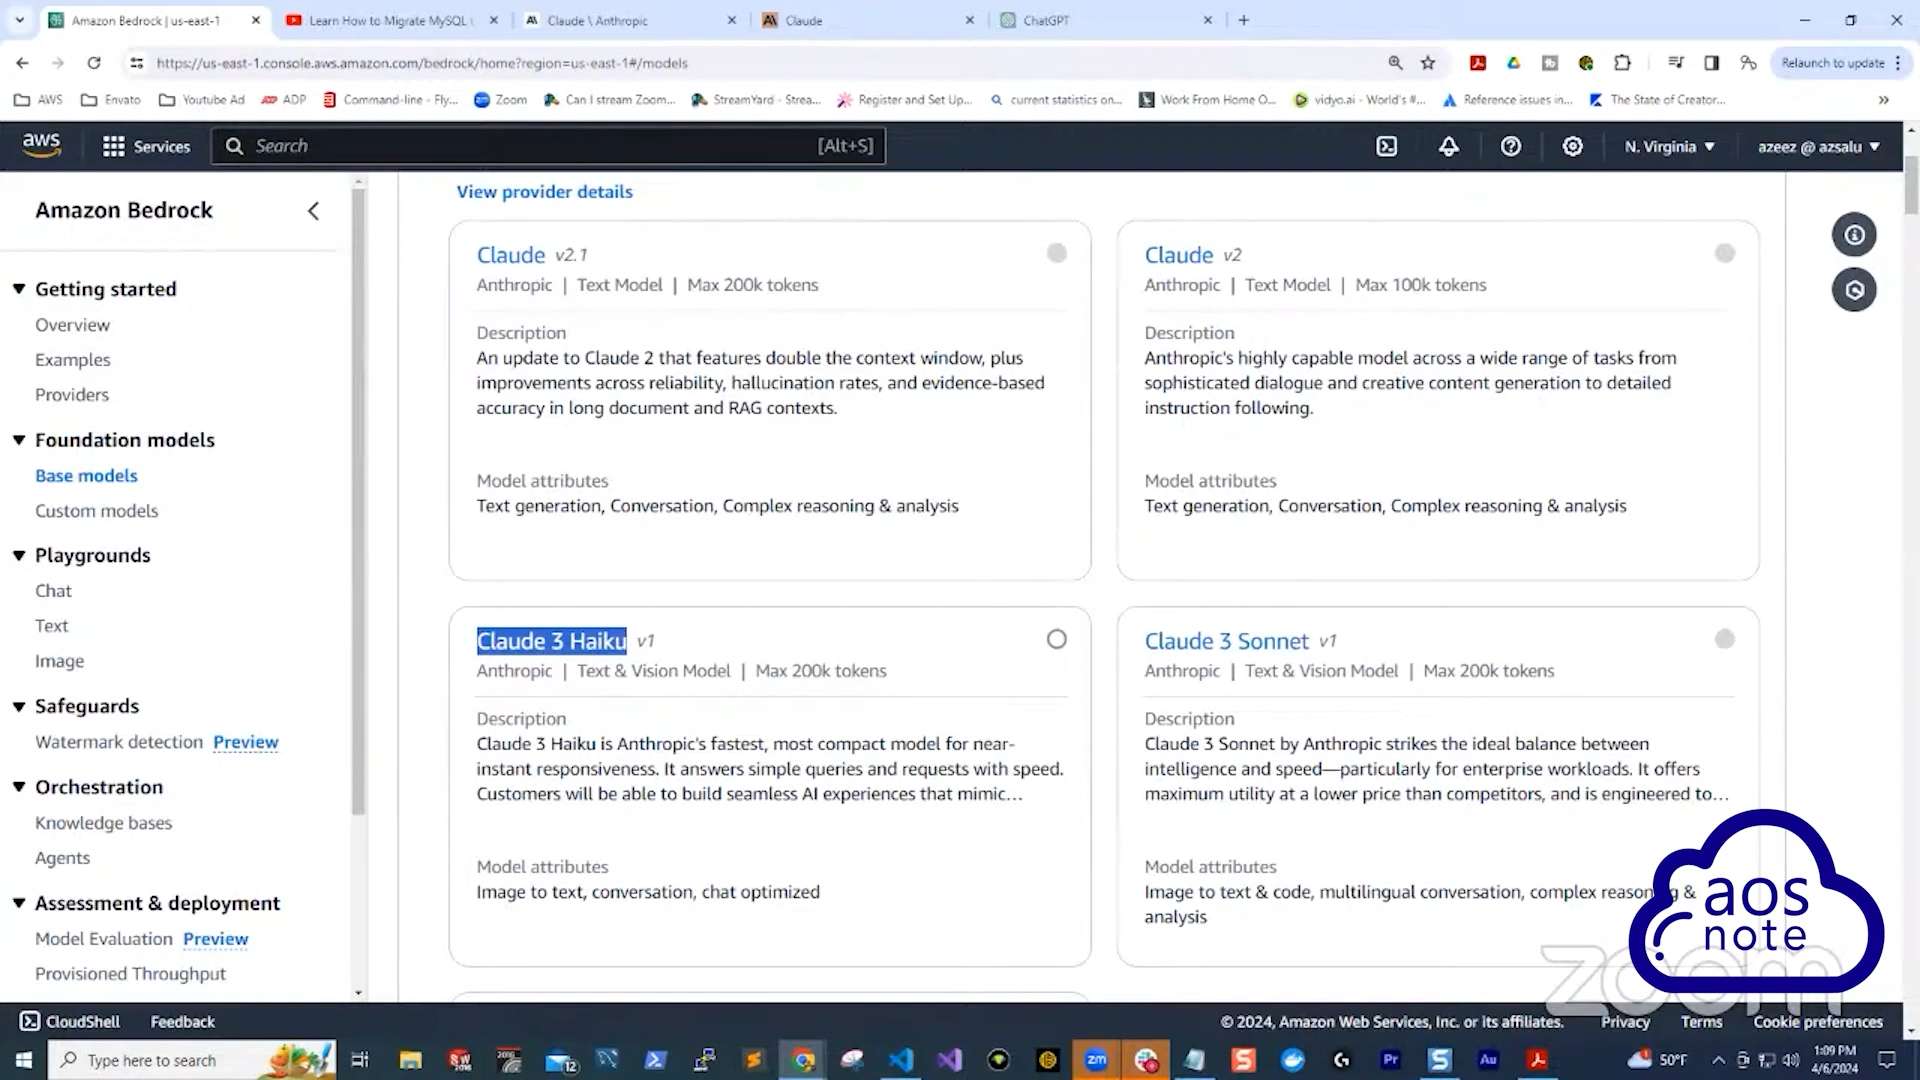 Amazon Bedrock | us-east-1
Learn How to Migrate MySQL
Claude \ Anthropic
Claude
ChatGPT
https://us-east-1.console.aws.amazon.com/bedrock/home?region=us-east-1#/models
Relaunch to update
AWS
Envato
Youtube Ad
ADP
Command-line - Fly...
Zoom
Can I stream Zoom...
StreamYard - Strea...
Register and Set Up...
current statistics on...
Work From Home O...
vidyo.ai - World's #...
Reference issues in...
The State of Creator...
aws
Services
Search
[Alt+S]
N. Virginia
azeez @ azsalu
Amazon Bedrock
Getting started
Overview
Examples
Providers
Foundation models
Base models
Custom models
Playgrounds
Chat
Text
Image
Safeguards
Watermark detection Preview
Orchestration
Knowledge bases
Agents
Assessment & deployment
Model Evaluation Preview
Provisioned Throughput
View provider details
Claude v2.1
Anthropic | Text Model | Max 200k tokens
Description
An update to Claude 2 that features double the context window, plus
improvements across reliability, hallucination rates, and evidence-based
accuracy in long document and RAG contexts.
Model attributes
Text generation, Conversation, Complex reasoning & analysis
Claude v2
Anthropic | Text Model | Max 100k tokens
Description
Anthropic's highly capable model across a wide range of tasks from
sophisticated dialogue and creative content generation to detailed
instruction following.
Model attributes
Text generation, Conversation, Complex reasoning & analysis
Claude 3 Haiku v1
Anthropic | Text & Vision Model | Max 200k tokens
Description
Claude 3 Haiku is Anthropic's fastest, most compact model for near-
instant responsiveness. It answers simple queries and requests with speed.
Customers will be able to build seamless AI experiences that mimic...
Model attributes
Image to text, conversation, chat optimized
Claude 3 Sonnet v1
Anthropic | Text & Vision Model | Max 200k tokens
Description
Claude 3 Sonnet by Anthropic strikes the ideal balance between
intelligence and speed—particularly for enterprise workloads. It offers
maximum utility at a lower price than competitors, and is engineered to...
Model attributes
Image to text & code, multilingual conversation, complex reasoning &
analysis
aos
note
zoom
CloudShell
Feedback
© 2024, Amazon Web Services, Inc. or its affiliates.
Privacy
Terms
Cookie preferences
Type here to search
12
zm
Pr
Au
50°F
1:09 PM
4/6/2024